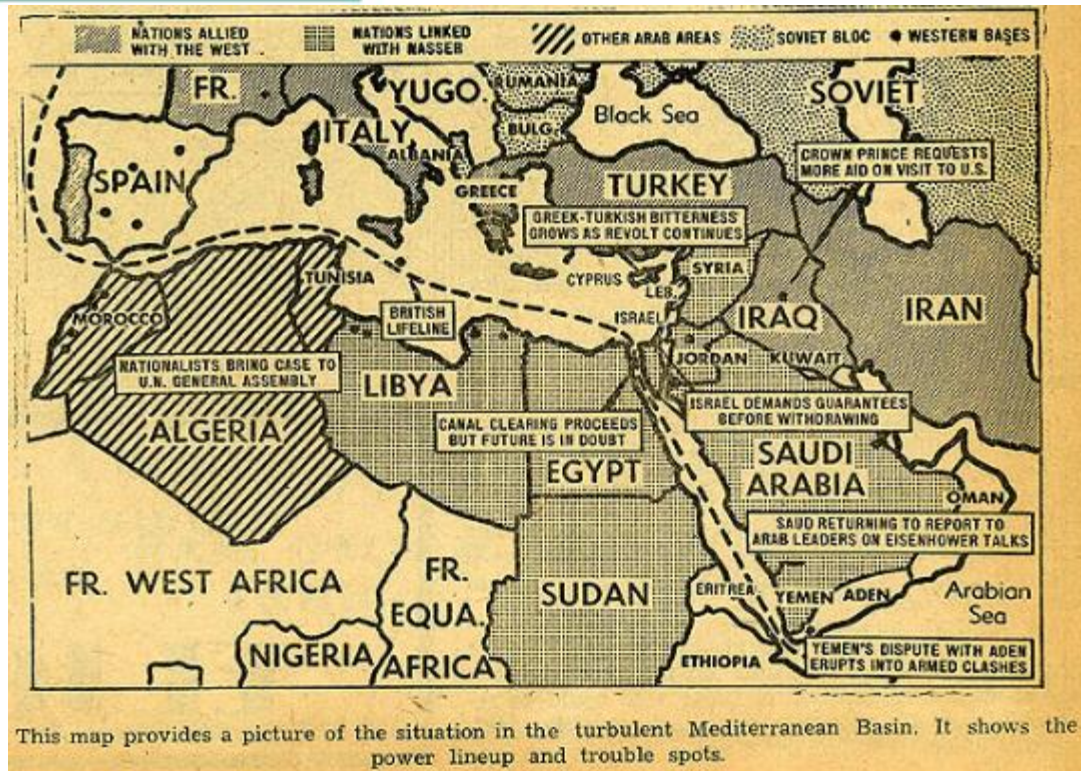 NATIONS ALLIED
WITH THE WEST
NATIONS LINKED
WITH NASSER
OTHER ARAB AREAS
SOVIET BLOC
WESTERN BASES
FR.
YUGO.
RUMANIA
BULG.
Black Sea
SOVIET
ITALY
ALBANIA
SPAIN
GREECE
TURKEY
CROWN PRINCE REQUESTS
MORE AID ON VISIT TO U.S.
GREEK-TURKISH BITTERNESS
GROWS AS REVOLT CONTINUES
TUNISIA
CYPRUS
SYRIA
LEB.
ISRAEL
IRAQ
IRAN
MOROCCO
BRITISH
LIFELINE
JORDAN
KUWAIT
NATIONALISTS BRING CASE TO
U.N. GENERAL ASSEMBLY
LIBYA
ALGERIA
CANAL CLEARING PROCEEDS
BUT FUTURE IS IN DOUBT
ISRAEL DEMANDS GUARANTEES
BEFORE WITHDRAWING
EGYPT
SAUDI
ARABIA
OMAN
SAUD RETURNING TO REPORT TO
ARAB LEADERS ON EISENHOWER TALKS
FR. WEST AFRICA
FR.
EQUA.
AFRICA
SUDAN
ERITREA
YEMEN
ADEN
Arabian
Sea
NIGERIA
ETHIOPIA
YEMEN'S DISPUTE WITH ADEN
ERUPTS INTO ARMED CLASHES
This map provides a picture of the situation in the turbulent Mediterranean Basin. It shows the
power lineup and trouble spots.